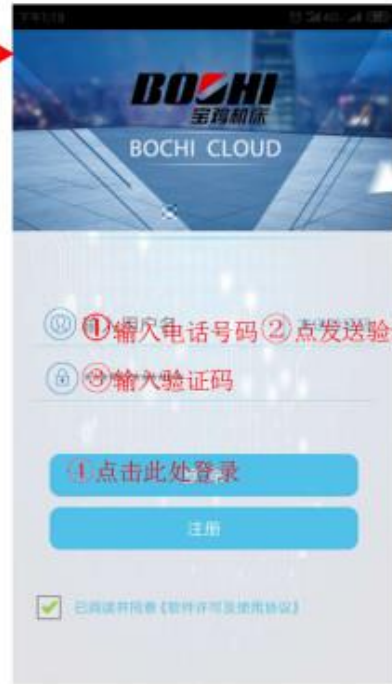 BOCHI
宝鸡机床
BOCHI CLOUD
①输入电话号码②点发送验
③输入验证码
④点击此处登录
注册
已阅读并同意《软件许可及使用协议》